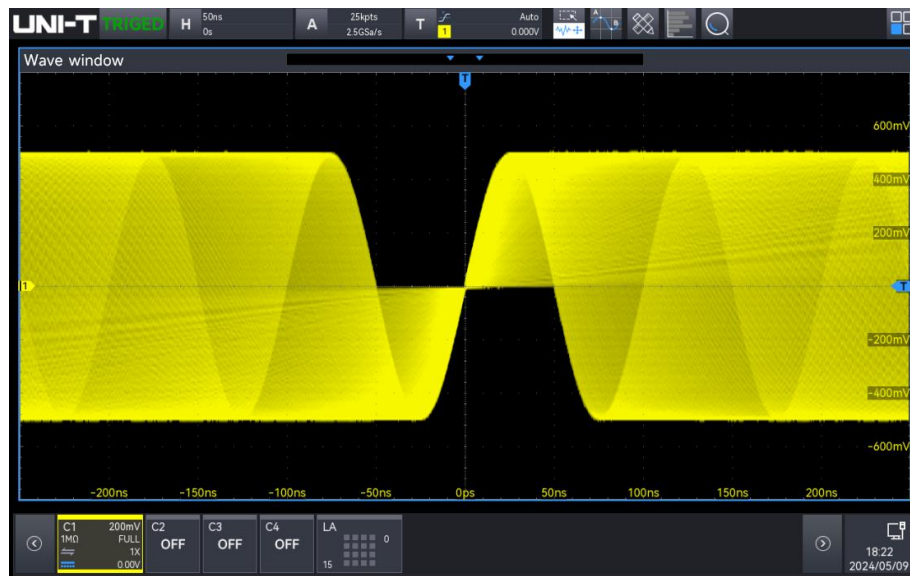 UNI-T TRIGED H 50ns A 25kpts T Auto
0s 2.5GSa/s 1 0.000V
Wave window
T
600mV
400mV
200mV
1 T
-200mV
-400mV
-600mV
-200ns -150ns -100ns -50ns 0ps 50ns 100ns 150ns 200ns
C1 200mV C2 C3 C4 LA
1MΩ FULL OFF OFF OFF 0
1X
0.00V 15
18:22
2024/05/09